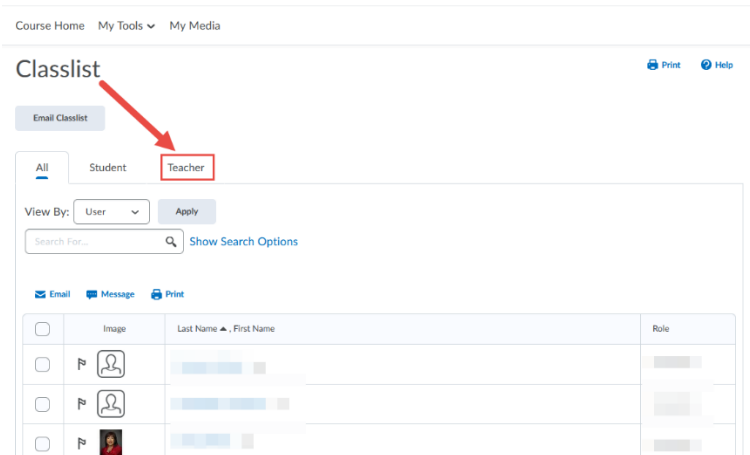 Course Home My Tools My Media
Classlist
Print Help
Email Classlist
All Student Teacher
View By: User Apply
Search For... Show Search Options
Email Message Print
Image Last Name , First Name Role